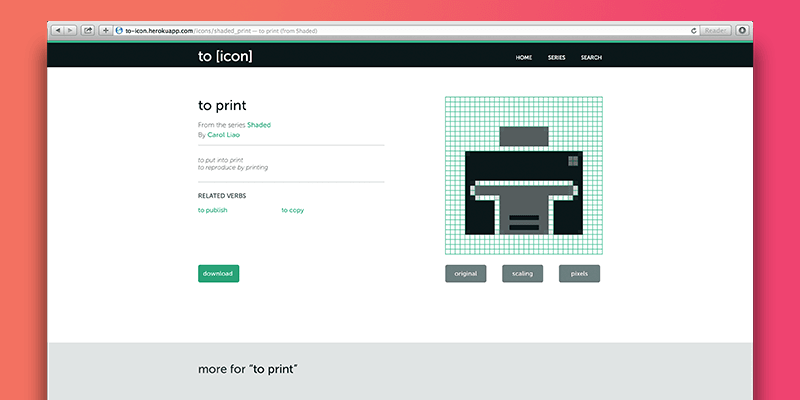 to-icon.herokuapp.com/icons/shaded_print — to print (from Shaded)
Reader
to [icon]
HOME SERIES SEARCH
to print
From the series Shaded
By Carol Liao
to put into print
to reproduce by printing
RELATED VERBS
to publish to copy
download
original scaling pixels
more for "to print"